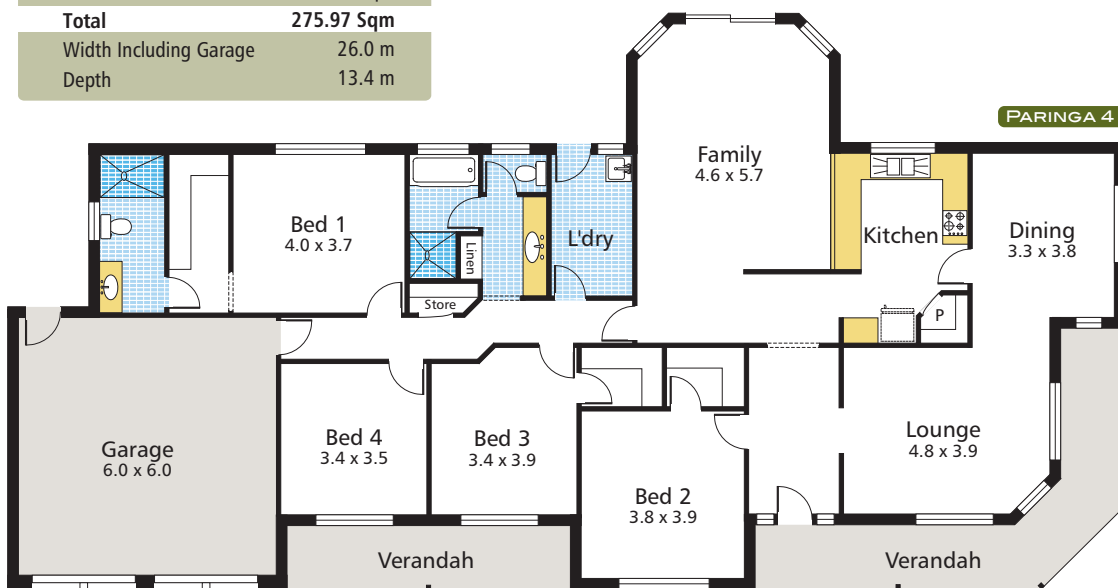 Total 275.97 Sqm
Width Including Garage 26.0 m
Depth 13.4 m
PARINGA 4
Family
4.6 x 5.7
Bed 1
4.0 x 3.7
L'dry
Kitchen
Dining
3.3 x 3.8
Linen
Store
P
Garage
6.0 x 6.0
Bed 4
3.4 x 3.5
Bed 3
3.4 x 3.9
Bed 2
3.8 x 3.9
Lounge
4.8 x 3.9
Verandah
Verandah